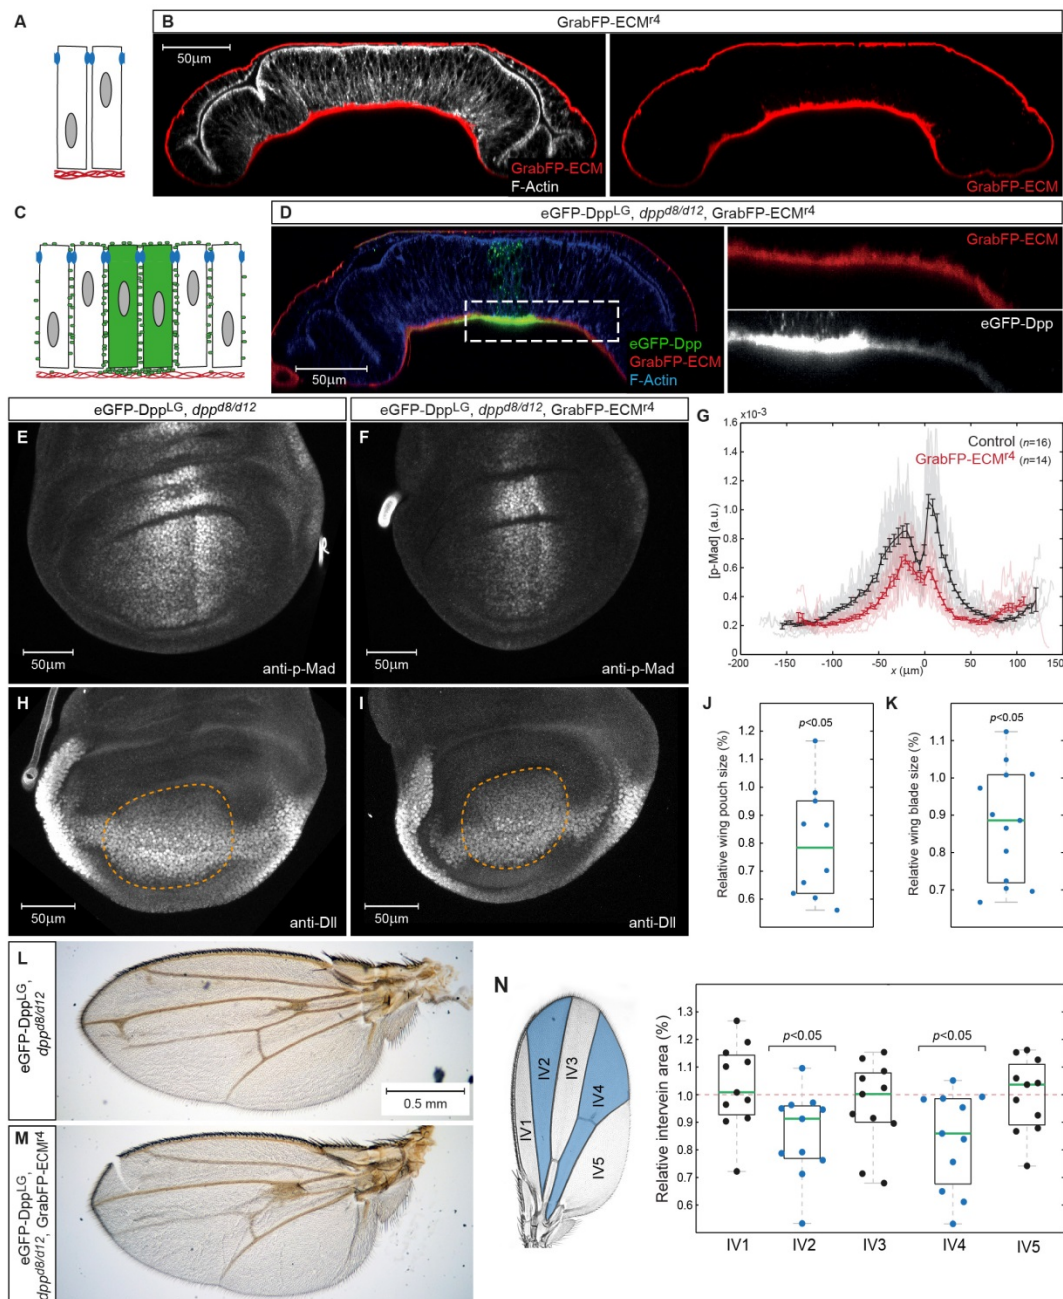 A
B
GrabFP-ECMr4
50µm
GrabFP-ECM
F-Actin
GrabFP-ECM
C
D
eGFP-DppLG, dppd8/d12, GrabFP-ECMr4
50µm
eGFP-Dpp
GrabFP-ECM
F-Actin
GrabFP-ECM
eGFP-Dpp
eGFP-DppLG, dppd8/d12
eGFP-DppLG, dppd8/d12, GrabFP-ECMr4
E
50µm
anti-p-Mad
F
50µm
anti-p-Mad
G
x10-3
Control (n=16)
GrabFP-ECMr4 (n=14)
[p-Mad] (a.u.)
1.6
1.4
1.2
1.0
0.8
0.6
0.4
0.2
-200 -150 -100 -50 0 50 100 150
x (µm)
H
50µm
anti-Dll
I
50µm
anti-Dll
J
p<0.05
Relative wing pouch size (%)
1.2
1.1
1.0
0.9
0.8
0.7
0.6
K
p<0.05
Relative wing blade size (%)
1.1
1.0
0.9
0.8
0.7
L
eGFP-DppLG,
dppd8/d12
0.5 mm
M
eGFP-DppLG,
dppd8/d12, GrabFP-ECMr4
N
IV1
IV2
IV3
IV4
IV5
Relative intervein area (%)
1.3
1.2
1.1
1.0
0.9
0.8
0.7
0.6
p<0.05
p<0.05
IV1 IV2 IV3 IV4 IV5